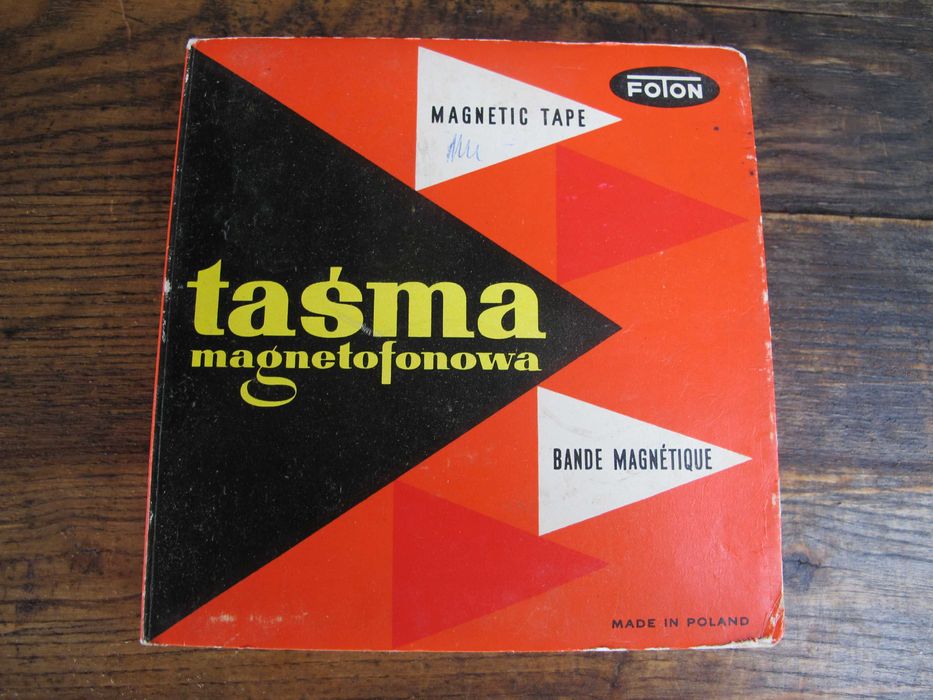 FOTON
MAGNETIC TAPE
taśma
magnetofonowa
BANDE MAGNÉTIQUE
MADE IN POLAND